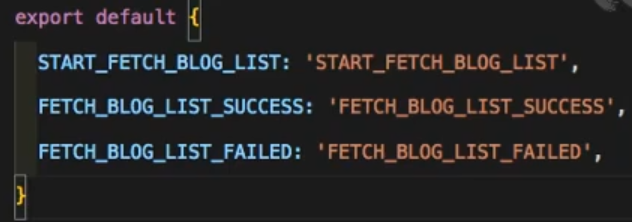 export default {
START_FETCH_BLOG_LIST: 'START_FETCH_BLOG_LIST',
FETCH_BLOG_LIST_SUCCESS: 'FETCH_BLOG_LIST_SUCCESS',
FETCH_BLOG_LIST_FAILED: 'FETCH_BLOG_LIST_FAILED',
}